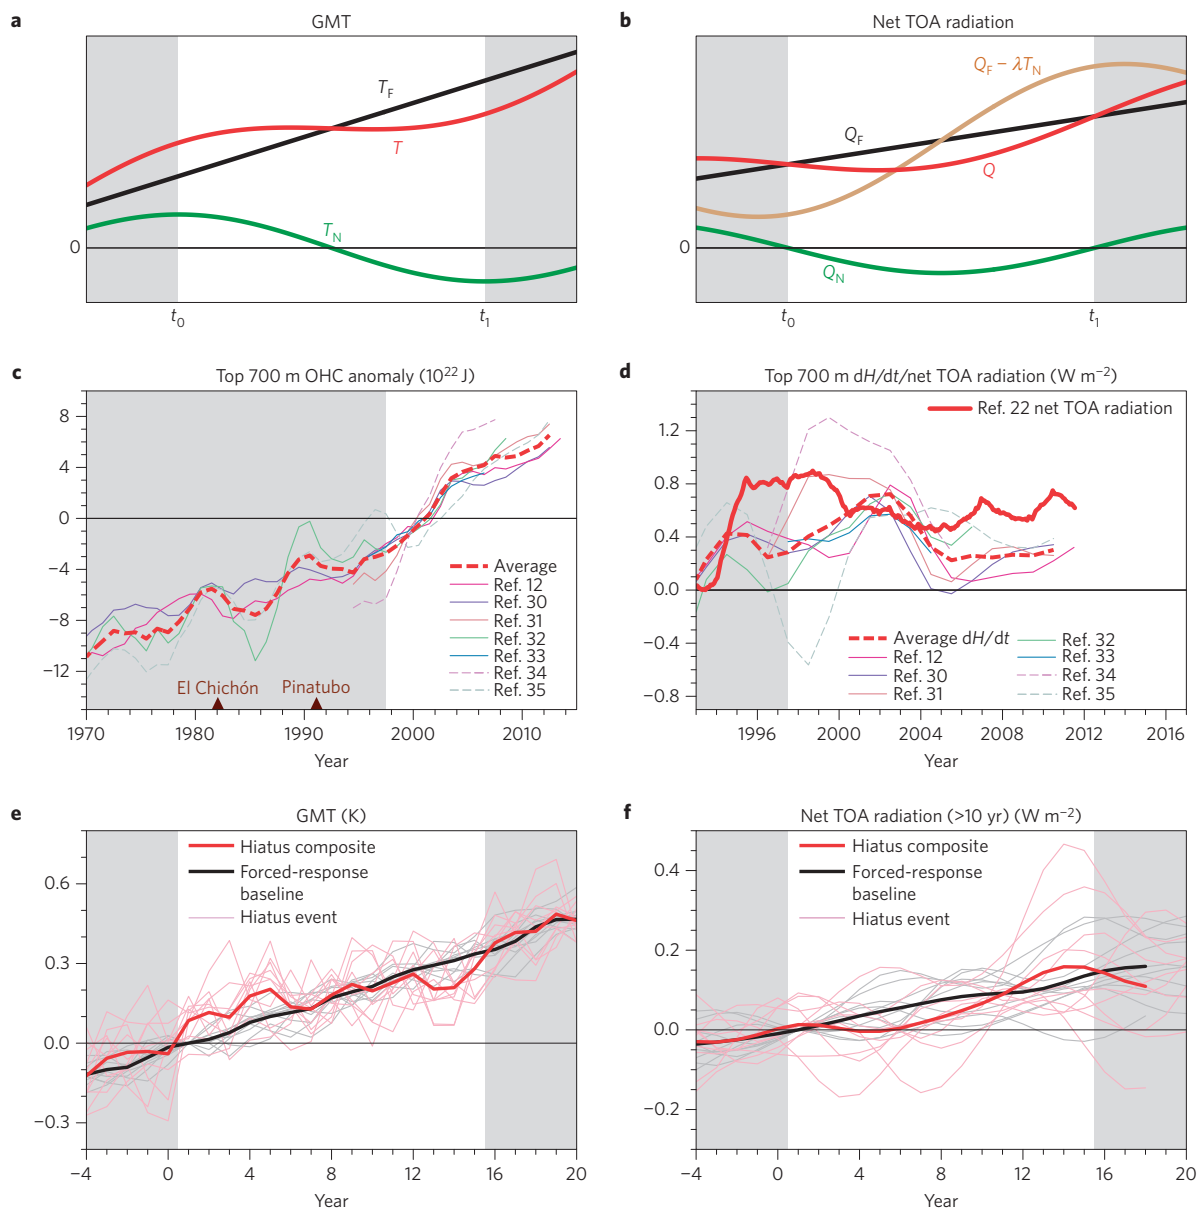 a
GMT
T_F
T
T_N
0
t_0
t_1
b
Net TOA radiation
Q_F − λT_N
Q_F
Q
Q_N
0
t_0
t_1
c
Top 700 m OHC anomaly (10²² J)
8
4
0
−4
−8
−12
Average
Ref. 12
Ref. 30
Ref. 31
Ref. 32
Ref. 33
Ref. 34
Ref. 35
El Chichón
Pinatubo
1970
1980
1990
2000
2010
Year
d
Top 700 m dH/dt/net TOA radiation (W m⁻²)
Ref. 22 net TOA radiation
1.2
0.8
0.4
0.0
−0.4
−0.8
Average dH/dt
Ref. 12
Ref. 30
Ref. 31
Ref. 32
Ref. 33
Ref. 34
Ref. 35
1996
2000
2004
2008
2012
2016
Year
e
GMT (K)
Hiatus composite
Forced-response
baseline
Hiatus event
0.6
0.3
0.0
−0.3
−4
0
4
8
12
16
20
Year
f
Net TOA radiation (>10 yr) (W m⁻²)
Hiatus composite
Forced-response
baseline
Hiatus event
0.4
0.2
0.0
−0.2
−4
0
4
8
12
16
20
Year